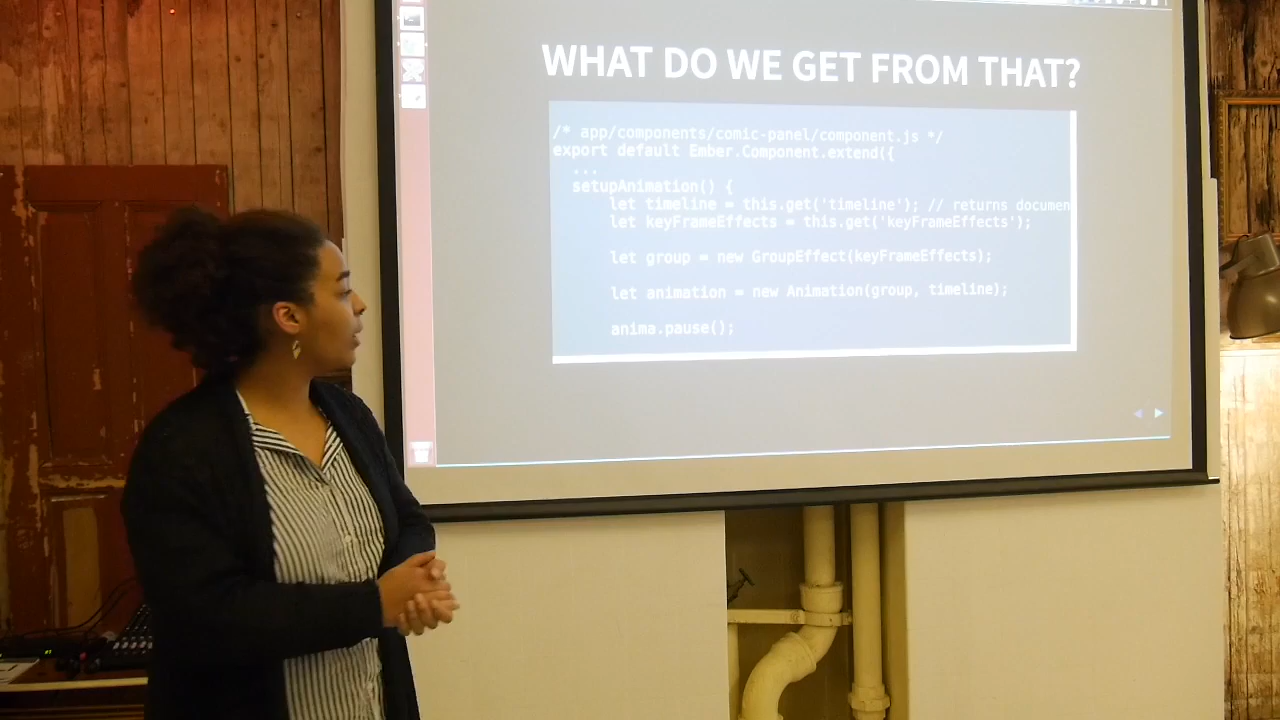 WHAT DO WE GET FROM THAT?
/* app/components/comic-panel/component.js */
export default Ember.Component.extend({
...
setupAnimation() {
let timeline = this.get('timeline'); // returns documen
let keyFrameEffects = this.get('keyFrameEffects');
let group = new GroupEffect(keyFrameEffects);
let animation = new Animation(group, timeline);
anima.pause();